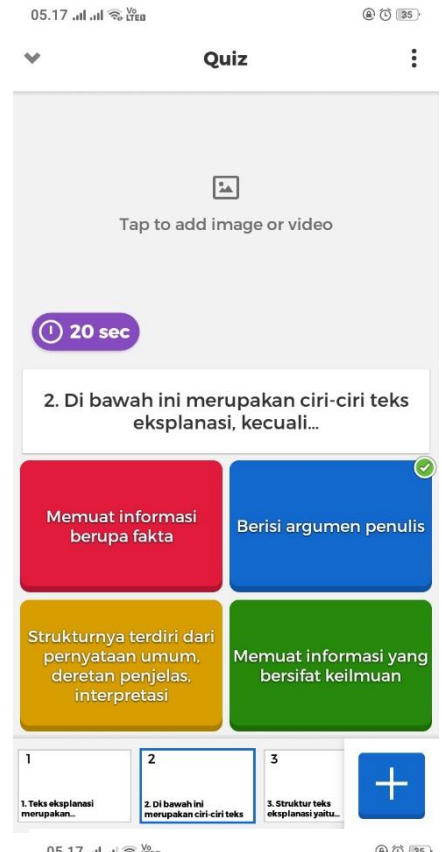 05.17 Vo LTE 35
Quiz
Tap to add image or video
20 sec
2. Di bawah ini merupakan ciri-ciri teks
eksplanasi, kecuali...
Memuat informasi
berupa fakta
Berisi argumen penulis
Strukturnya terdiri dari
pernyataan umum,
deretan penjelas,
interpretasi
Memuat informasi yang
bersifat keilmuan
1
1. Teks eksplanasi
merupakan...
2
2. Di bawah ini
merupakan ciri-ciri teks
3
3. Struktur teks
eksplanasi yaitu...
05.17